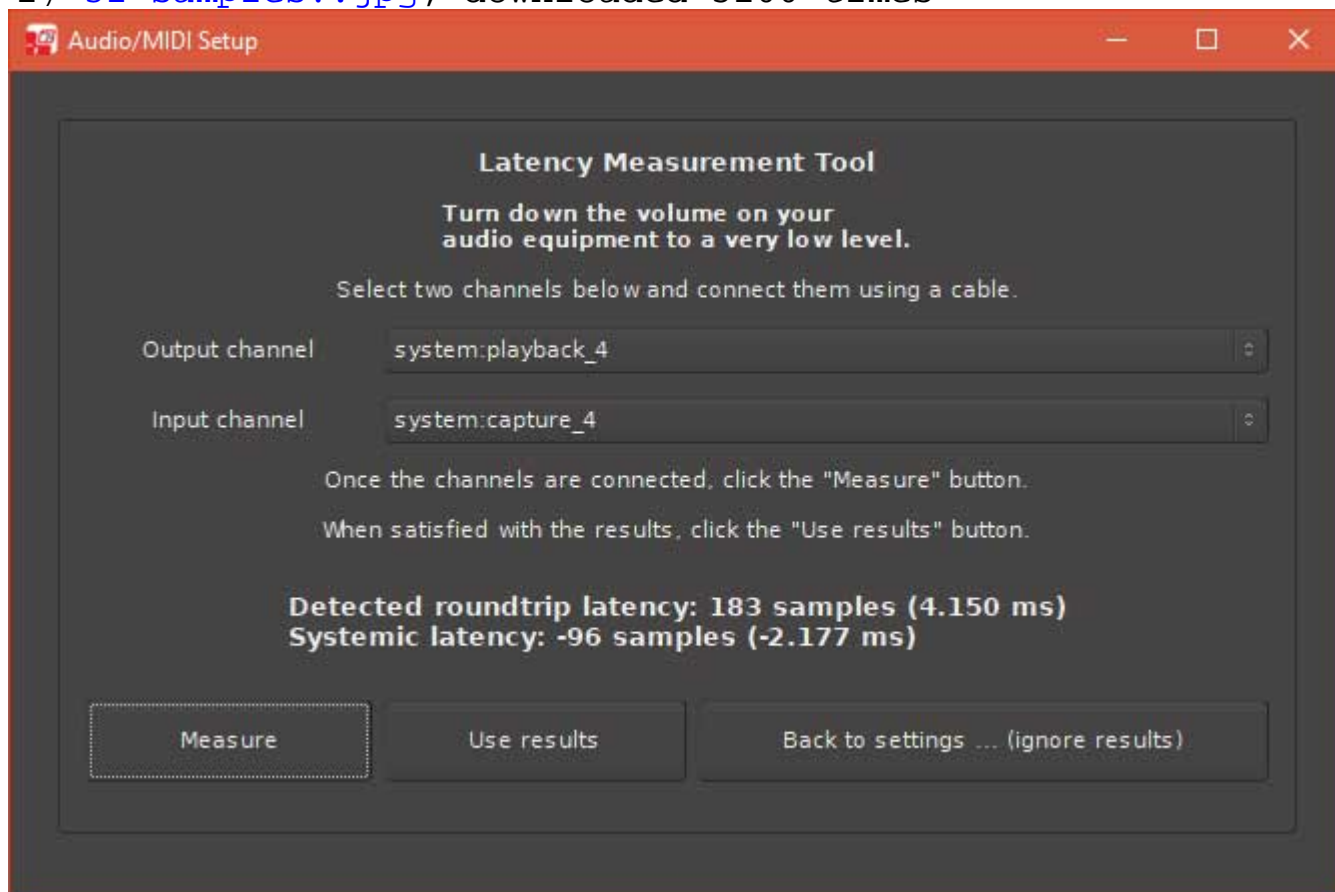 Audio/MIDI Setup
Latency Measurement Tool
Turn down the volume on your
audio equipment to a very low level.
Select two channels below and connect them using a cable.
Output channel system:playback_4
Input channel system:capture_4
Once the channels are connected, click the "Measure" button.
When satisfied with the results, click the "Use results" button.
Detected roundtrip latency: 183 samples (4.150 ms)
Systemic latency: -96 samples (-2.177 ms)
Measure Use results Back to settings ... (ignore results)